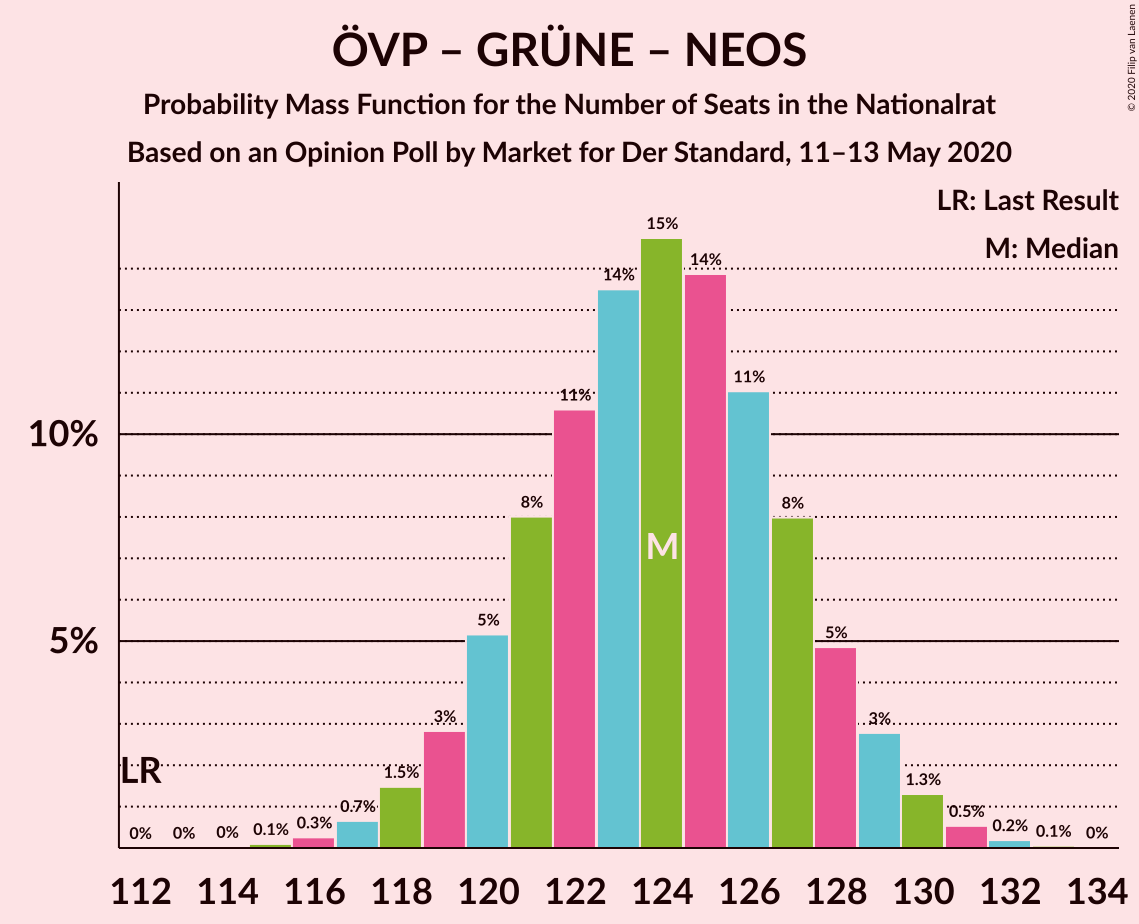 ÖVP – GRÜNE – NEOS
Probability Mass Function for the Number of Seats in the Nationalrat
Based on an Opinion Poll by Market for Der Standard, 11–13 May 2020
© 2020 Filip van Laenen
LR: Last Result
M: Median
15%
14%
14%
11%
11%
10%
8%
8%
M
5%
5%
5%
3%
3%
LR
1.5%
1.3%
0.7%
0.5%
0% 0% 0% 0.1% 0.3% 0.2% 0.1% 0%
112 114 116 118 120 122 124 126 128 130 132 134